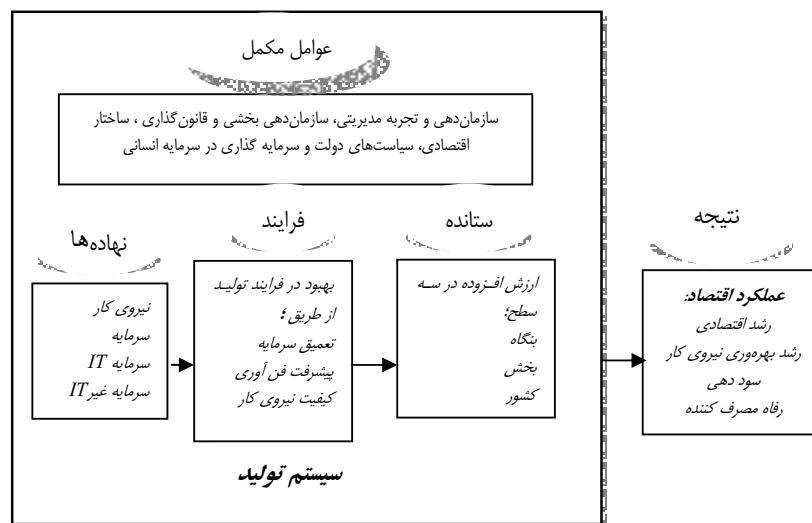 عوامل مکمل
سازمان‌دهی و تجربه مدیریتی، سازمان‌دهی بخشی و قانون‌گذاری ، ساختار
اقتصادی، سیاست‌های دولت و سرمایه گذاری در سرمایه انسانی
نهاده‌ها
نیروی کار
سرمایه
سرمایه IT
سرمایه غیرIT
فرایند
بهبود در فرایند تولیـد
از طریق ؛
تعمیق سرمایه
پیشرفت فن آوری
کیفیت نیروی کار
ستانده
ارزش افـزوده در سـه
سطح؛
بنگاه
بخش
کشور
سیستم تولید
نتیجه
عملکرد اقتصاد:
رشد اقتصادی
رشد بهره‌وری نیروی کار
سود دهی
رفاه مصرف کننده